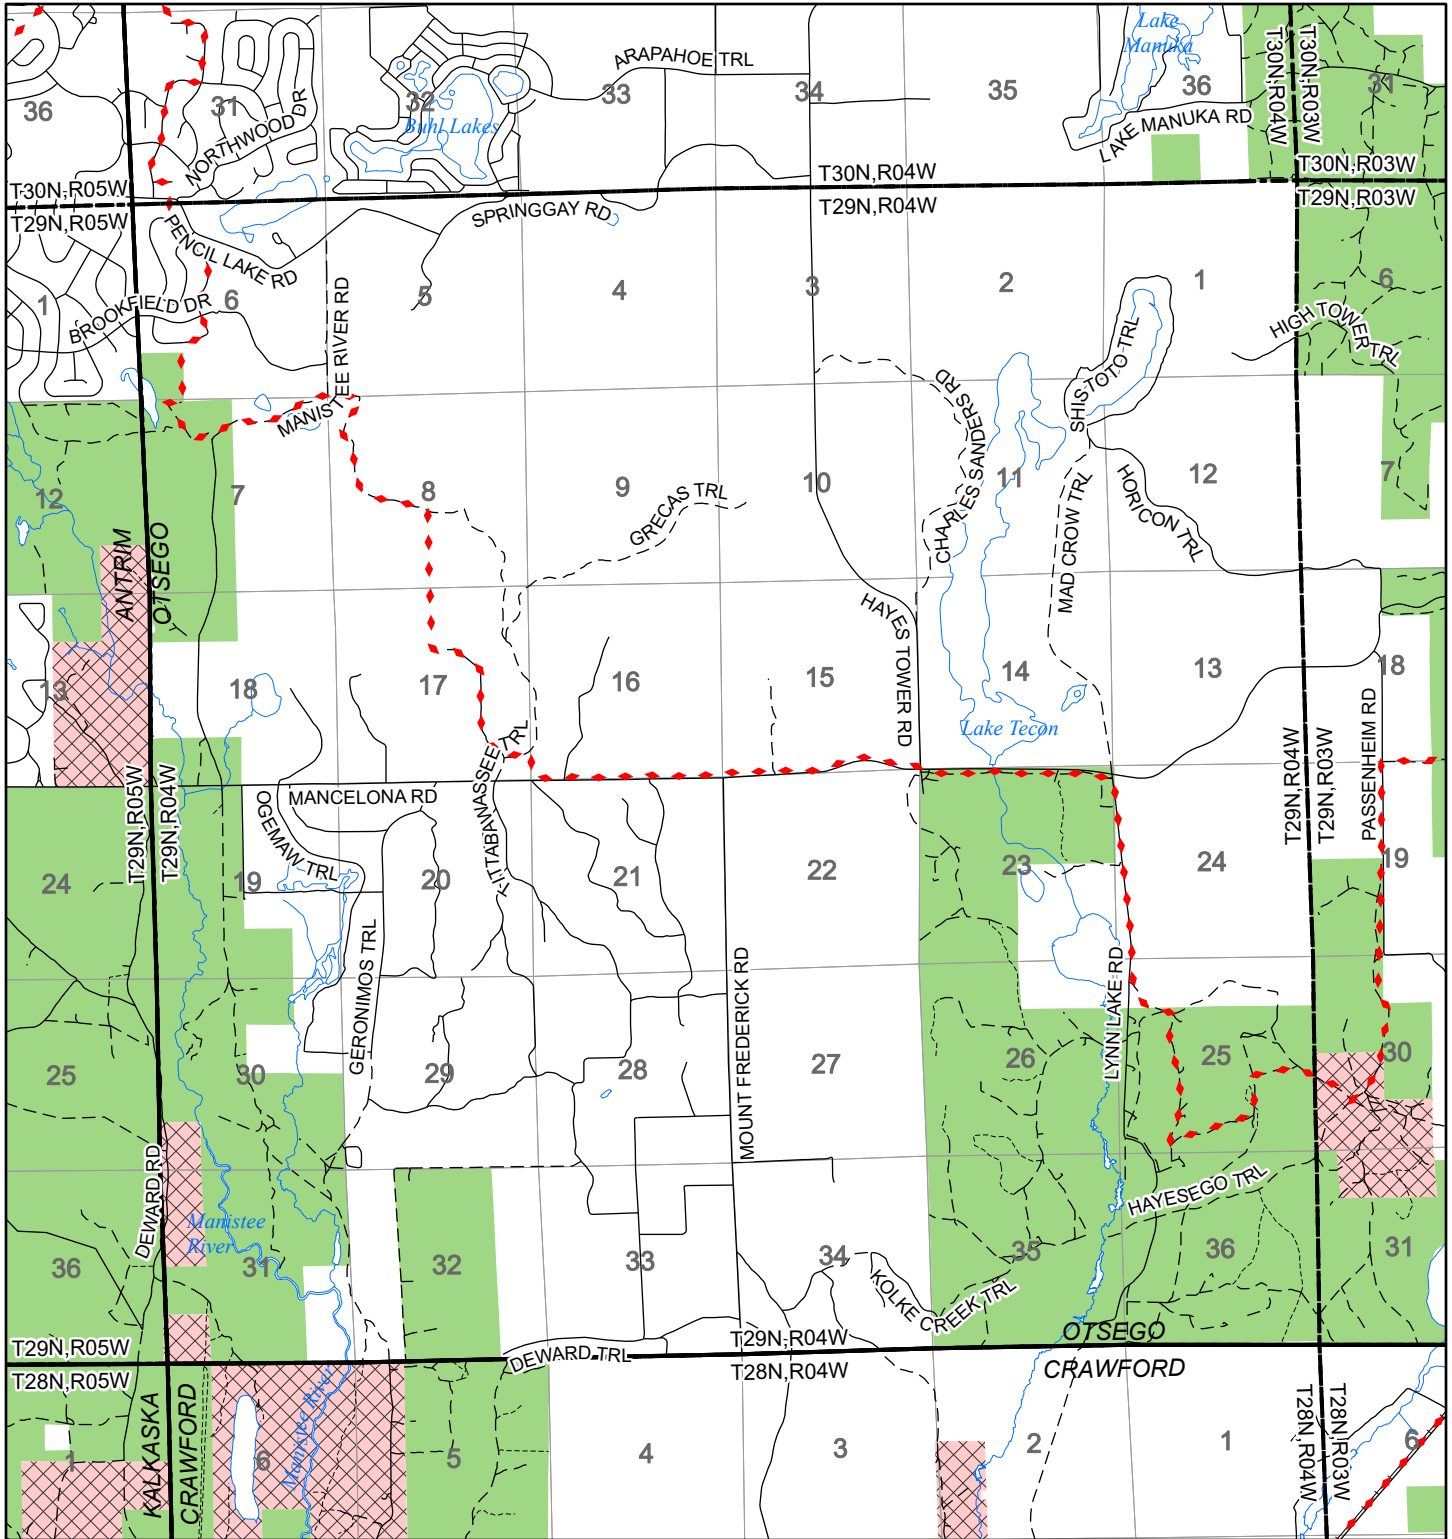 Lake
Manuka
ARAPAHOE TRL
36
31
32
33
34
35
36
31
T30N,R04W
T30N,R03W
NORTHWOOD DR
Buhl Lakes
LAKE MANUKA RD
T30N,R05W
T30N,R04W
T30N,R03W
T29N,R05W
T29N,R04W
T29N,R03W
SPRINGGAY RD
PENCIL LAKE RD
1
6
5
4
3
2
1
6
BROOKFIELD DR
MANISTEE RIVER RD
HIGH TOWER TRL
SHISTOTO TRL
CHARLES SANDERS RD
12
7
8
9
10
11
12
7
GRECAS TRL
MAD CROW TRL
HORICON TRL
ANTRIM
OTSEGO
HAYES TOWER RD
13
18
17
16
15
14
13
18
Lake Tecon
PASSENHEIM RD
T29N,R05W
T29N,R04W
T29N,R04W
T29N,R03W
MANCELONA RD
OGEMAW TRL
TITTABAWASSEE TRL
24
19
20
21
22
23
24
19
GERONIMOS TRL
MOUNT FREDERICK RD
LYNN LAKE RD
25
30
29
28
27
26
25
30
DEWARD RD
Manistee
River
HAYESEGO TRL
36
31
32
33
34
35
36
31
KOLKE CREEK TRL
T29N,R05W
T29N,R04W
OTSEGO
T28N,R05W
DEWARD TRL
T28N,R04W
CRAWFORD
KALKASKA
CRAWFORD
Manistee River
T28N,R04W
T28N,R03W
1
6
5
4
3
2
1
6